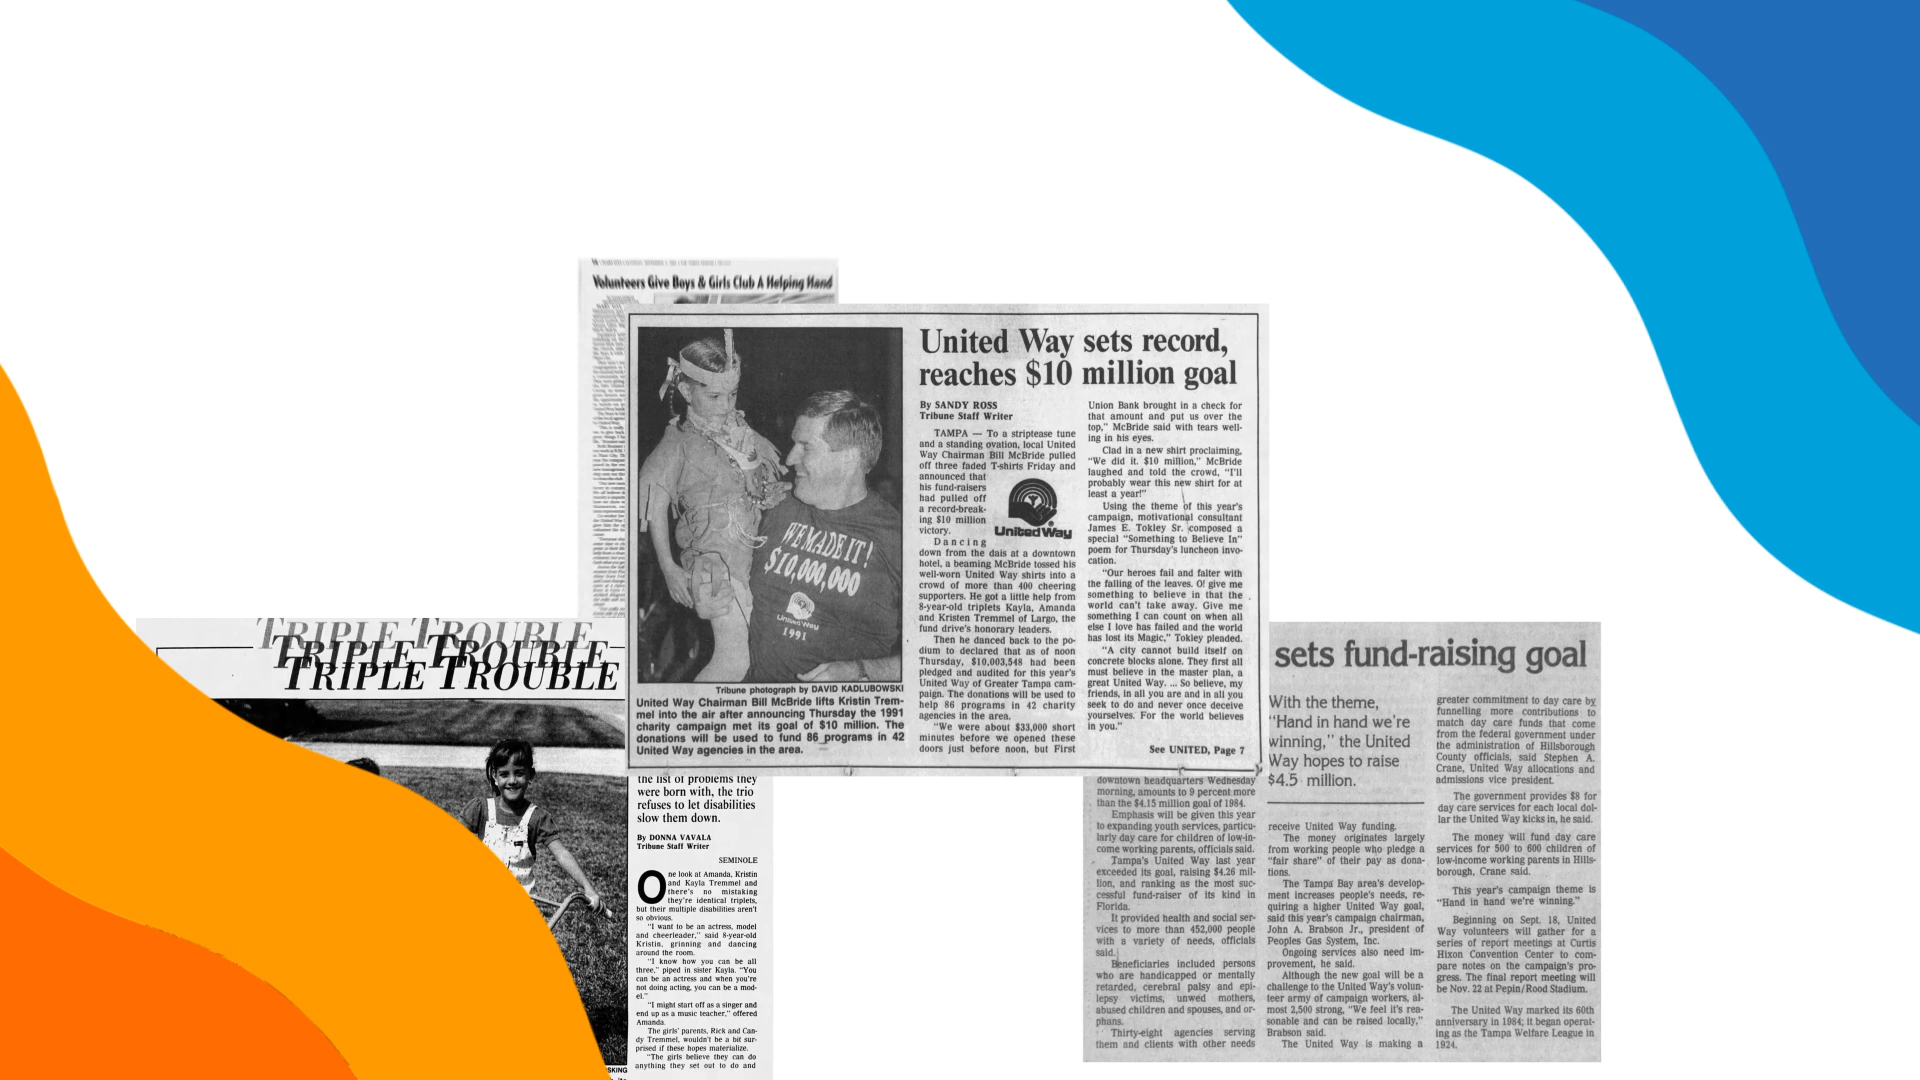 Volunteers Give Boys & Girls Club A Helping Hand
United Way sets record,
reaches $10 million goal
By SANDY ROSS
Tribune Staff Writer
TAMPA — To a striptease tune
and a standing ovation, local United
Way Chairman Bill McBride pulled
off three faded T-shirts Friday and
announced that
his fund-raisers
had pulled off
a record-break-
ing $10 million
victory.
United Way
Dancing
down from the dais at a downtown
hotel, a beaming McBride tossed his
well-worn United Way shirts into a
crowd of more than 400 cheering
supporters. He got a little help from
8-year-old triplets Kayla, Amanda
and Kristen Tremmel of Largo, the
fund drive's honorary leaders.
Then he danced back to the po-
dium to declared that as of noon
Thursday, $10,003,548 had been
pledged and audited for this year's
United Way of Greater Tampa cam-
paign. The donations will be used to
help 86 programs in 42 charity
agencies in the area.
"We were about $33,000 short
minutes before we opened these
doors just before noon, but First
Union Bank brought in a check for
that amount and put us over the
top," McBride said with tears well-
ing in his eyes.
Clad in a new shirt proclaiming,
"We did it. $10 million," McBride
laughed and told the crowd, "I'll
probably wear this new shirt for at
least a year!"
Using the theme of this year's
campaign, motivational consultant
James E. Tokley Sr. composed a
special "Something to Believe In"
poem for Thursday's luncheon invo-
cation.
"Our heroes fail and falter with
the falling of the leaves. O! give me
something to believe in that the
world can't take away. Give me
something I can count on when all
else I love has failed and the world
has lost its Magic," Tokley pleaded.
"A city cannot build itself on
concrete blocks alone. They first all
must believe in the master plan, a
great United Way. ... So believe, my
friends, in all you are and in all you
seek to do and never once deceive
yourselves. For the world believes
in you."
See UNITED, Page 7
WE MADE IT!
$10,000,000
United Way
1991
Tribune photograph by DAVID KADLUBOWSKI
United Way Chairman Bill McBride lifts Kristin Trem-
mel into the air after announcing Thursday the 1991
charity campaign met its goal of $10 million. The
donations will be used to fund 86 programs in 42
United Way agencies in the area.
TRIPLE TROUBLE
TRIPLE TROUBLE
TRIPLE TROUBLE
the list of problems they
were born with, the trio
refuses to let disabilities
slow them down.
By DONNA VAVALA
Tribune Staff Writer
SEMINOLE
One look at Amanda, Kristin
and Kayla Tremmel and
there's no mistaking
they're identical triplets,
but their multiple disabilities aren't
so obvious.
"I want to be an actress, model
and cheerleader," said 8-year-old
Kristin, grinning and dancing
around the room.
"I know how you can be all
three," piped in sister Kayla. "You
can be an actress and when you're
not doing acting, you can be a mod-
el."
"I might start off as a singer and
end up as a music teacher," offered
Amanda.
The girls' parents, Rick and Can-
dy Tremmel, wouldn't be a bit sur-
prised if these hopes materialize.
"The girls believe they can do
anything they set out to do and
sets fund-raising goal
downtown headquarters Wednesday
morning, amounts to 9 percent more
than the $4.15 million goal of 1984.
Emphasis will be given this year
to expanding youth services, particu-
larly day care for children of low-in-
come working parents, officials said.
Tampa's United Way last year
exceeded its goal, raising $4.26 mil-
lion, and ranking as the most suc-
cessful fund-raiser of its kind in
Florida.
It provided health and social ser-
vices to more than 452,000 people
with a variety of needs, officials
said.
Beneficiaries included persons
who are handicapped or mentally
retarded, cerebral palsy and epi-
lepsy victims, unwed mothers,
abused children and spouses, and or-
phans.
Thirty-eight agencies serving
them and clients with other needs
With the theme,
"Hand in hand we're
winning," the United
Way hopes to raise
$4.5 million.
receive United Way funding.
The money originates largely
from working people who pledge a
"fair share" of their pay as dona-
tions.
The Tampa Bay area's develop-
ment increases people's needs, re-
quiring a higher United Way goal,
said this year's campaign chairman,
John A. Brabson Jr., president of
Peoples Gas System, Inc.
Ongoing services also need im-
provement, he said.
Although the new goal will be a
challenge to the United Way's volun-
teer army of campaign workers, al-
most 2,500 strong, "We feel it's rea-
sonable and can be raised locally,"
Brabson said.
The United Way is making a
greater commitment to day care by
funnelling more contributions to
match day care funds that come
from the federal government under
the administration of Hillsborough
County officials, said Stephen A.
Crane, United Way allocations and
admissions vice president.
The government provides $8 for
day care services for each local dol-
lar the United Way kicks in, he said.
The money will fund day care
services for 500 to 600 children of
low-income working parents in Hills-
borough, Crane said.
This year's campaign theme is
"Hand in hand we're winning."
Beginning on Sept. 18, United
Way volunteers will gather for a
series of report meetings at Curtis
Hixon Convention Center to com-
pare notes on the campaign's pro-
gress. The final report meeting will
be Nov. 22 at Pepin/Rood Stadium.
The United Way marked its 60th
anniversary in 1984; it began operat-
ing as the Tampa Welfare League in
1924.